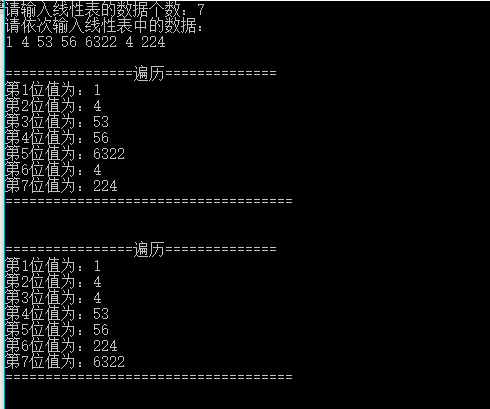 请输入线性表的数据个数：7
请依次输入线性表中的数据：
1 4 53 56 6322 4 224
================遍历==============
第1位值为：1
第2位值为：4
第3位值为：53
第4位值为：56
第5位值为：6322
第6位值为：4
第7位值为：224
====================================
================遍历==============
第1位值为：1
第2位值为：4
第3位值为：4
第4位值为：53
第5位值为：56
第6位值为：224
第7位值为：6322
====================================